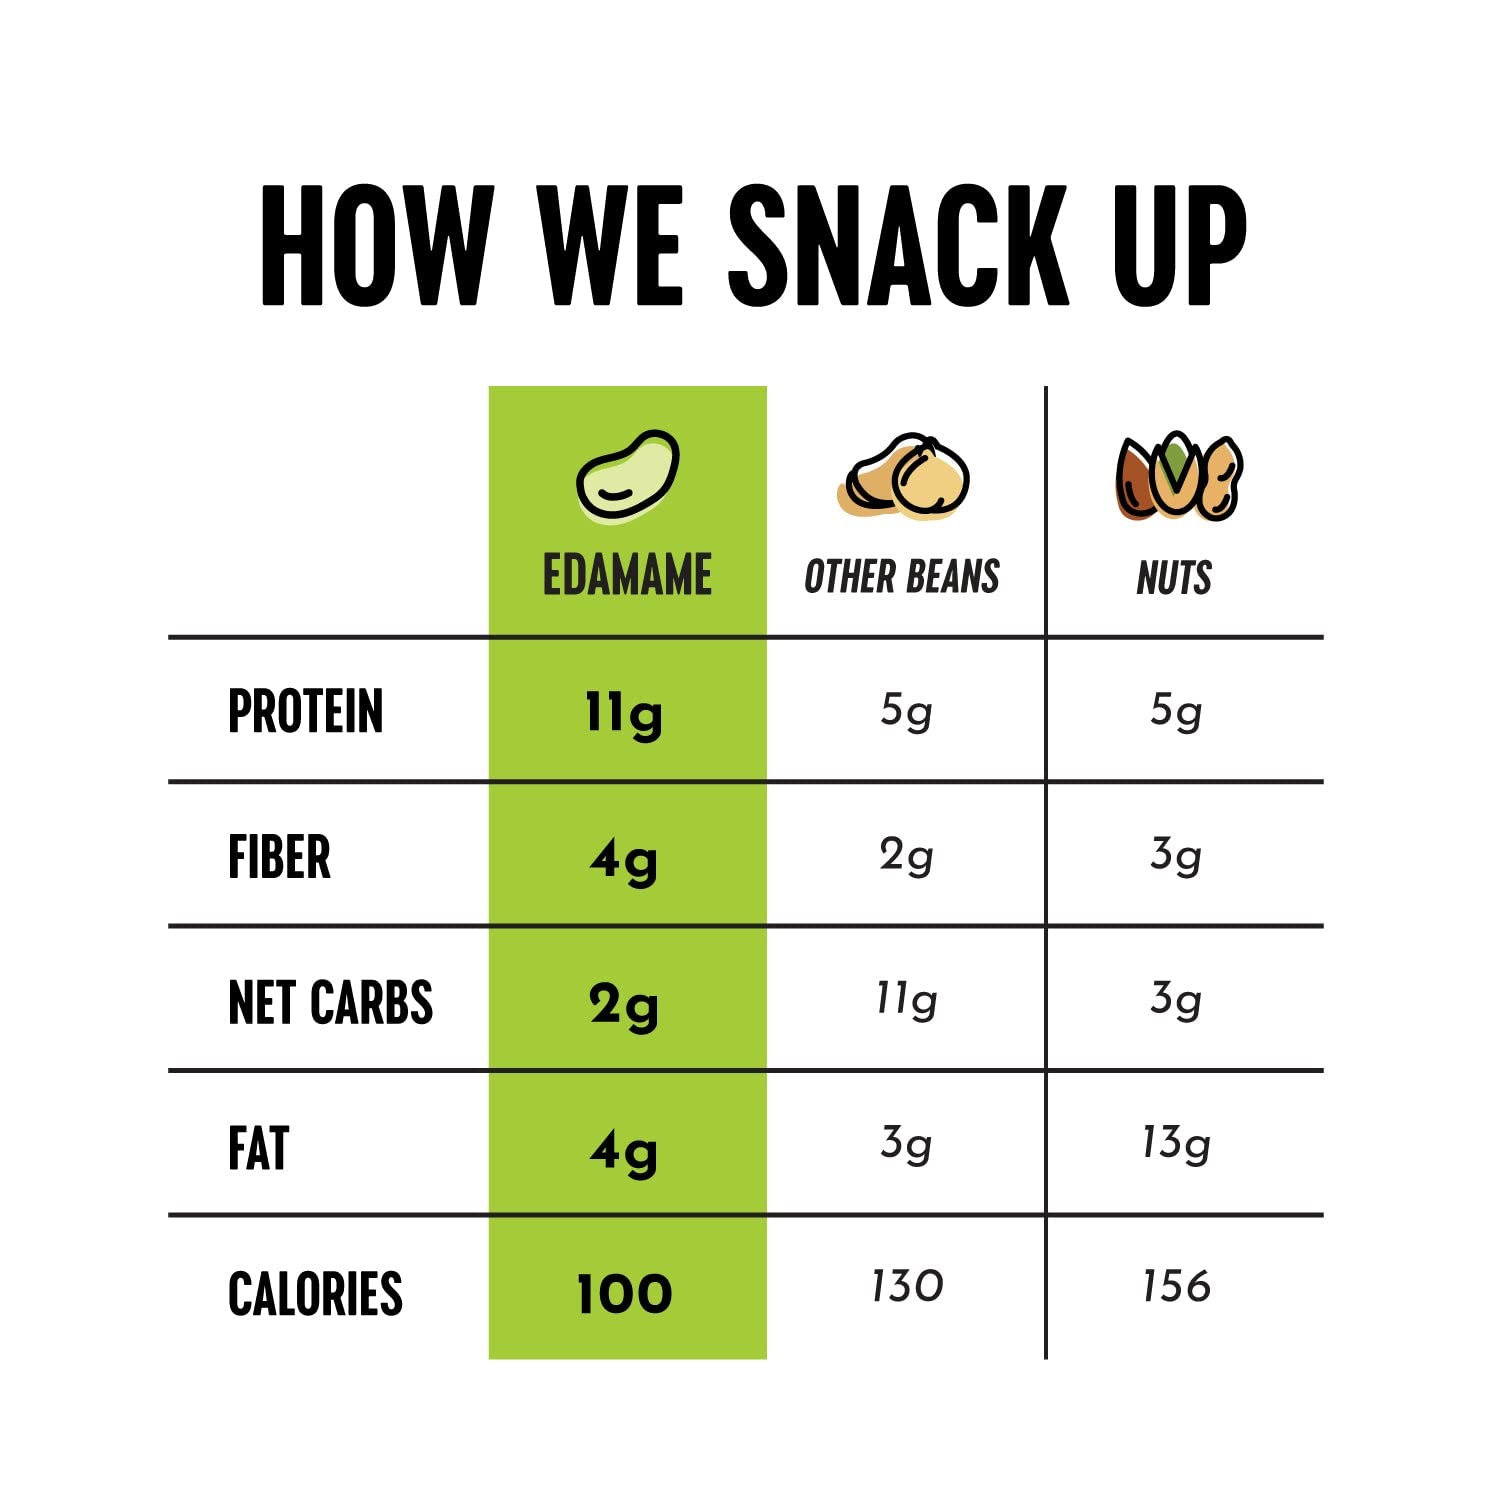 HOW WE SNACK UP
EDAMAME OTHER BEANS NUTS
PROTEIN 11g 5g 5g
FIBER 4g 2g 3g
NET CARBS 2g 11g 3g
FAT 4g 3g 13g
CALORIES 100 130 156